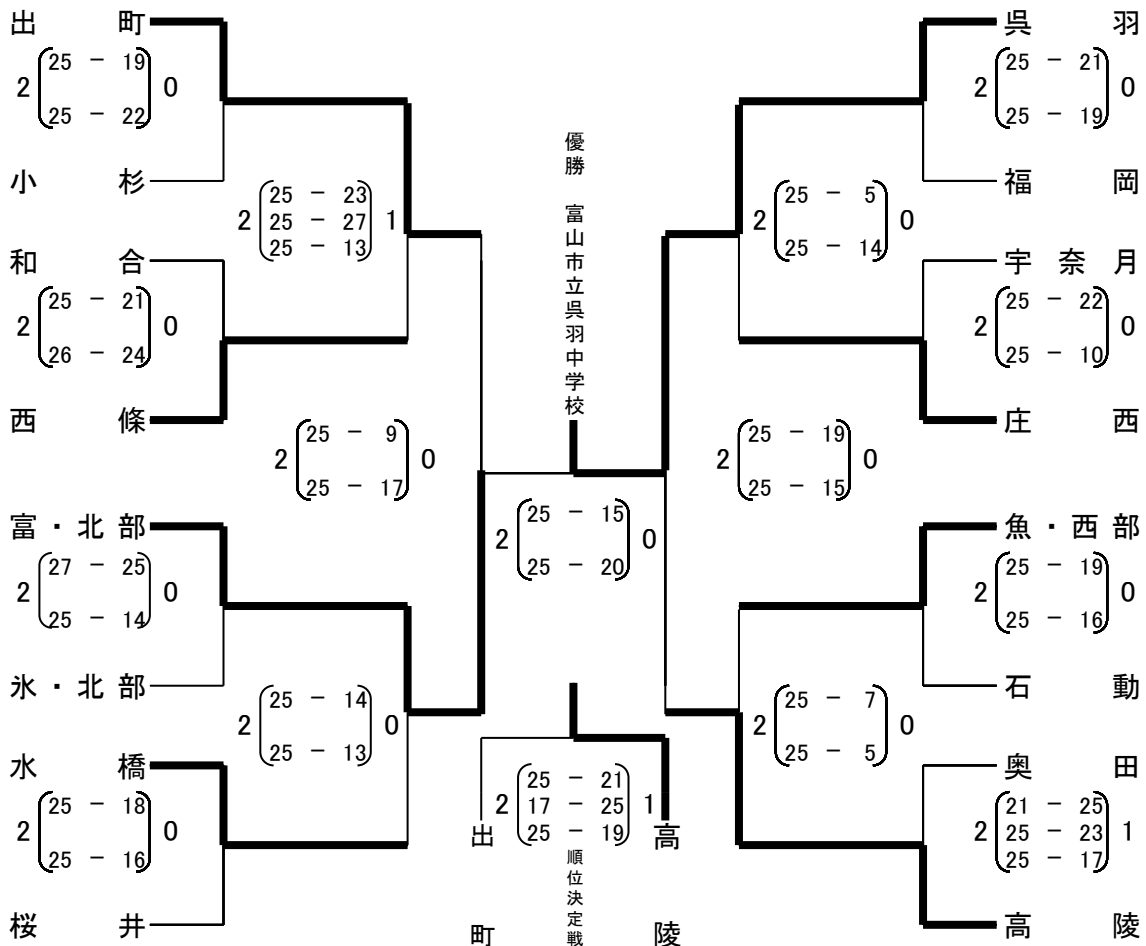 出町
2 25 － 19 0
25 － 22
小杉
2 25 － 23 1
25 － 27
25 － 13
和合
2 25 － 21 0
26 － 24
西條
2 25 － 9 0
25 － 17
富・北部
2 27 － 25 0
25 － 14
氷・北部
2 25 － 14 0
25 － 13
水橋
2 25 － 18 0
25 － 16
桜井
優勝 富山市立呉羽中学校
2 25 － 15 0
25 － 20
2 25 － 21 1
17 － 25
25 － 19
出町
順位決定戦
高陵
呉羽
2 25 － 21 0
25 － 19
福岡
2 25 － 5 0
25 － 14
宇奈月
2 25 － 22 0
25 － 10
庄西
2 25 － 19 0
25 － 15
魚・西部
2 25 － 19 0
25 － 16
石動
2 25 － 7 0
25 － 5
奥田
2 21 － 25 1
25 － 23
25 － 17
高陵